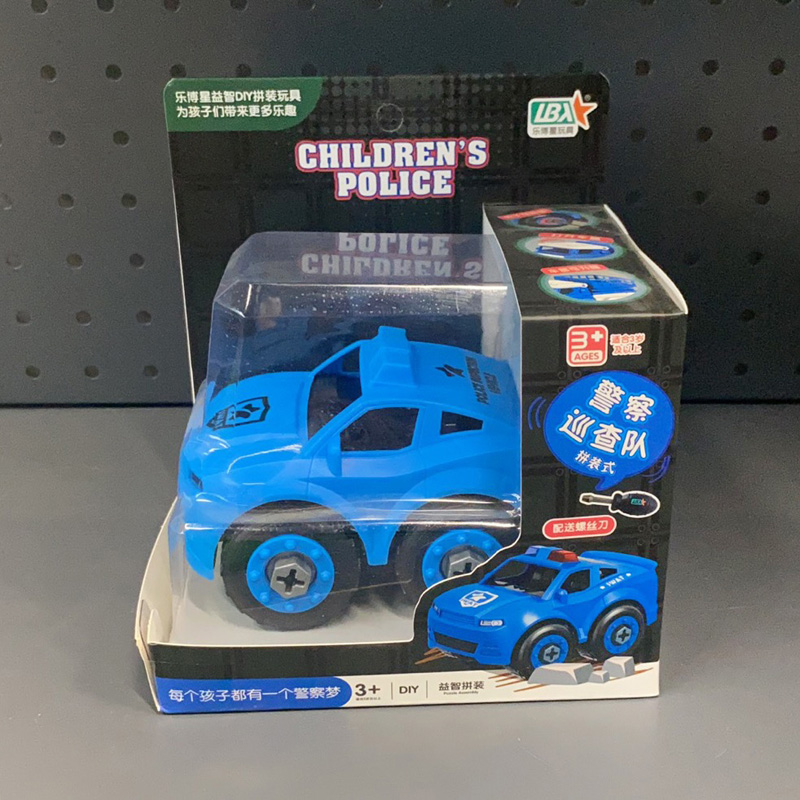 乐博星益智DIY拼装玩具
为孩子们带来更多乐趣
LBX
乐博星玩具
CHILDREN'S
POLICE
3+
AGES
适合3岁
及以上
警察
巡查队
拼装式
配送螺丝刀
SWAT
每个孩子都有一个警察梦
3+
DIY
益智拼装
Puzzle Assembly